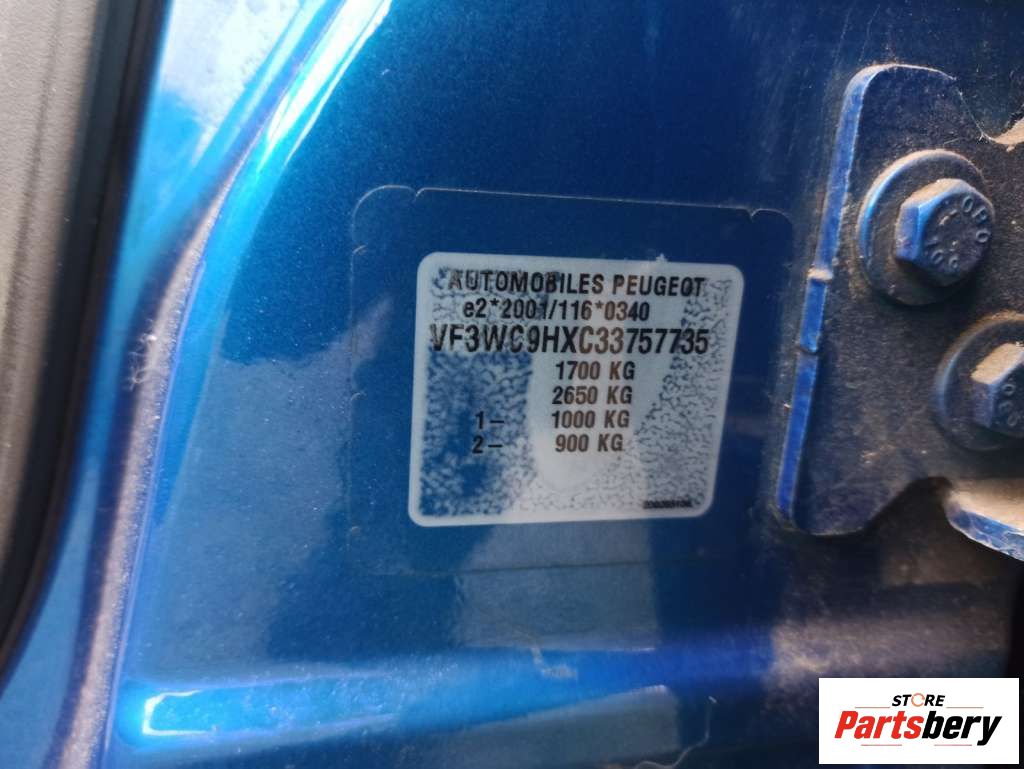 AUTOMOBILES PEUGEOT
e2*2001/116*0340
VF3WC9HXC33757735
1700 KG
2650 KG
1- 1000 KG
2- 900 KG
STORE
Partsbery